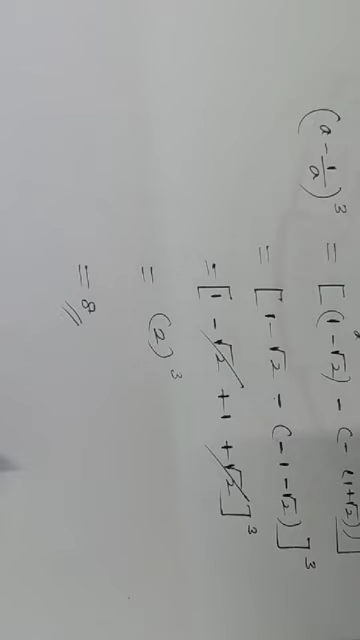 (a - 1/a)³ = [(1-√2) - (-(1+√2))]
= [1-√2 - (-1-√2)]³
= [1 - √2 + 1 + √2]³
= (2)³
= 8